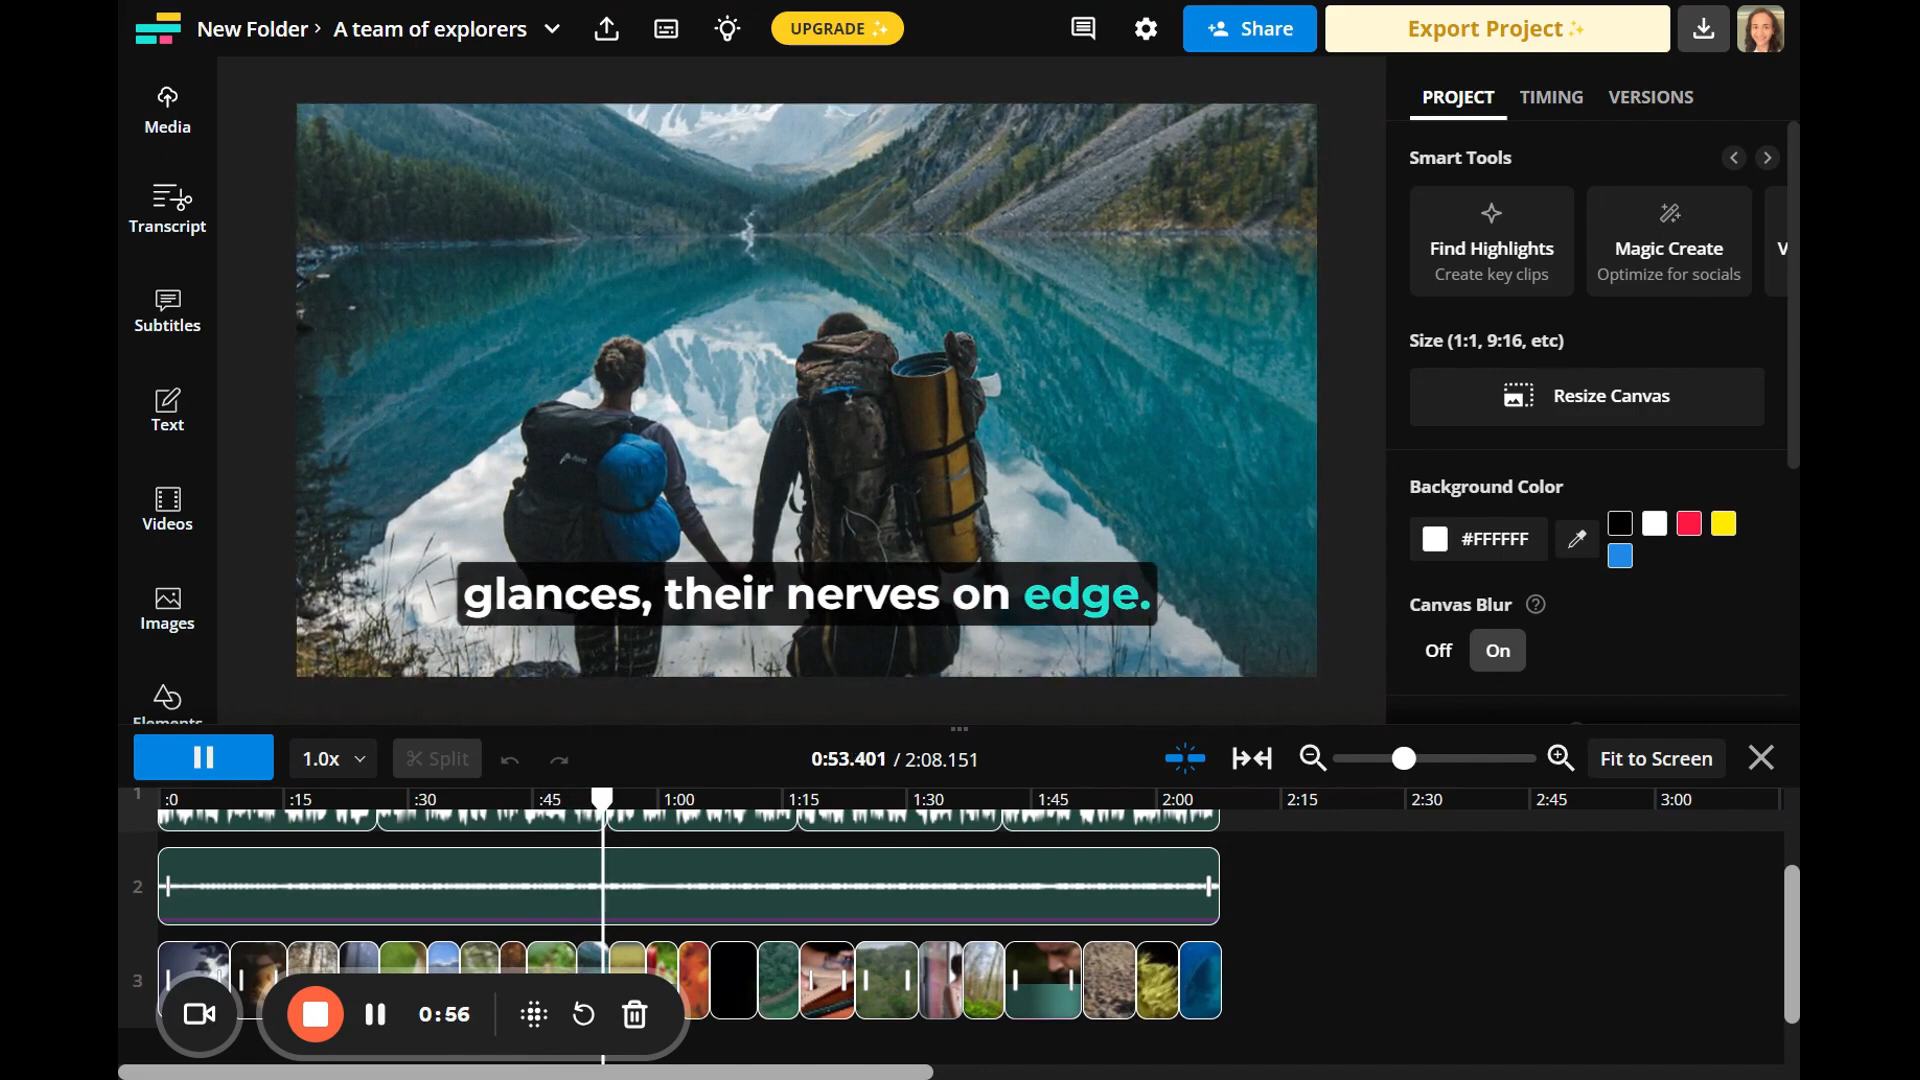 New Folder › A team of explorers
UPGRADE
Share
Export Project
Media
Transcript
Subtitles
Text
Videos
Images
Elements
glances, their nerves on edge.
PROJECT
TIMING
VERSIONS
Smart Tools
Find Highlights
Create key clips
Magic Create
Optimize for socials
V
Size (1:1, 9:16, etc)
Resize Canvas
Background Color
#FFFFFF
Canvas Blur ?
Off
On
1.0x
Split
0:53.401 / 2:08.151
Fit to Screen
:0 :15 :30 :45 1:00 1:15 1:30 1:45 2:00 2:15 2:30 2:45 3:00
1
2
3
0:56